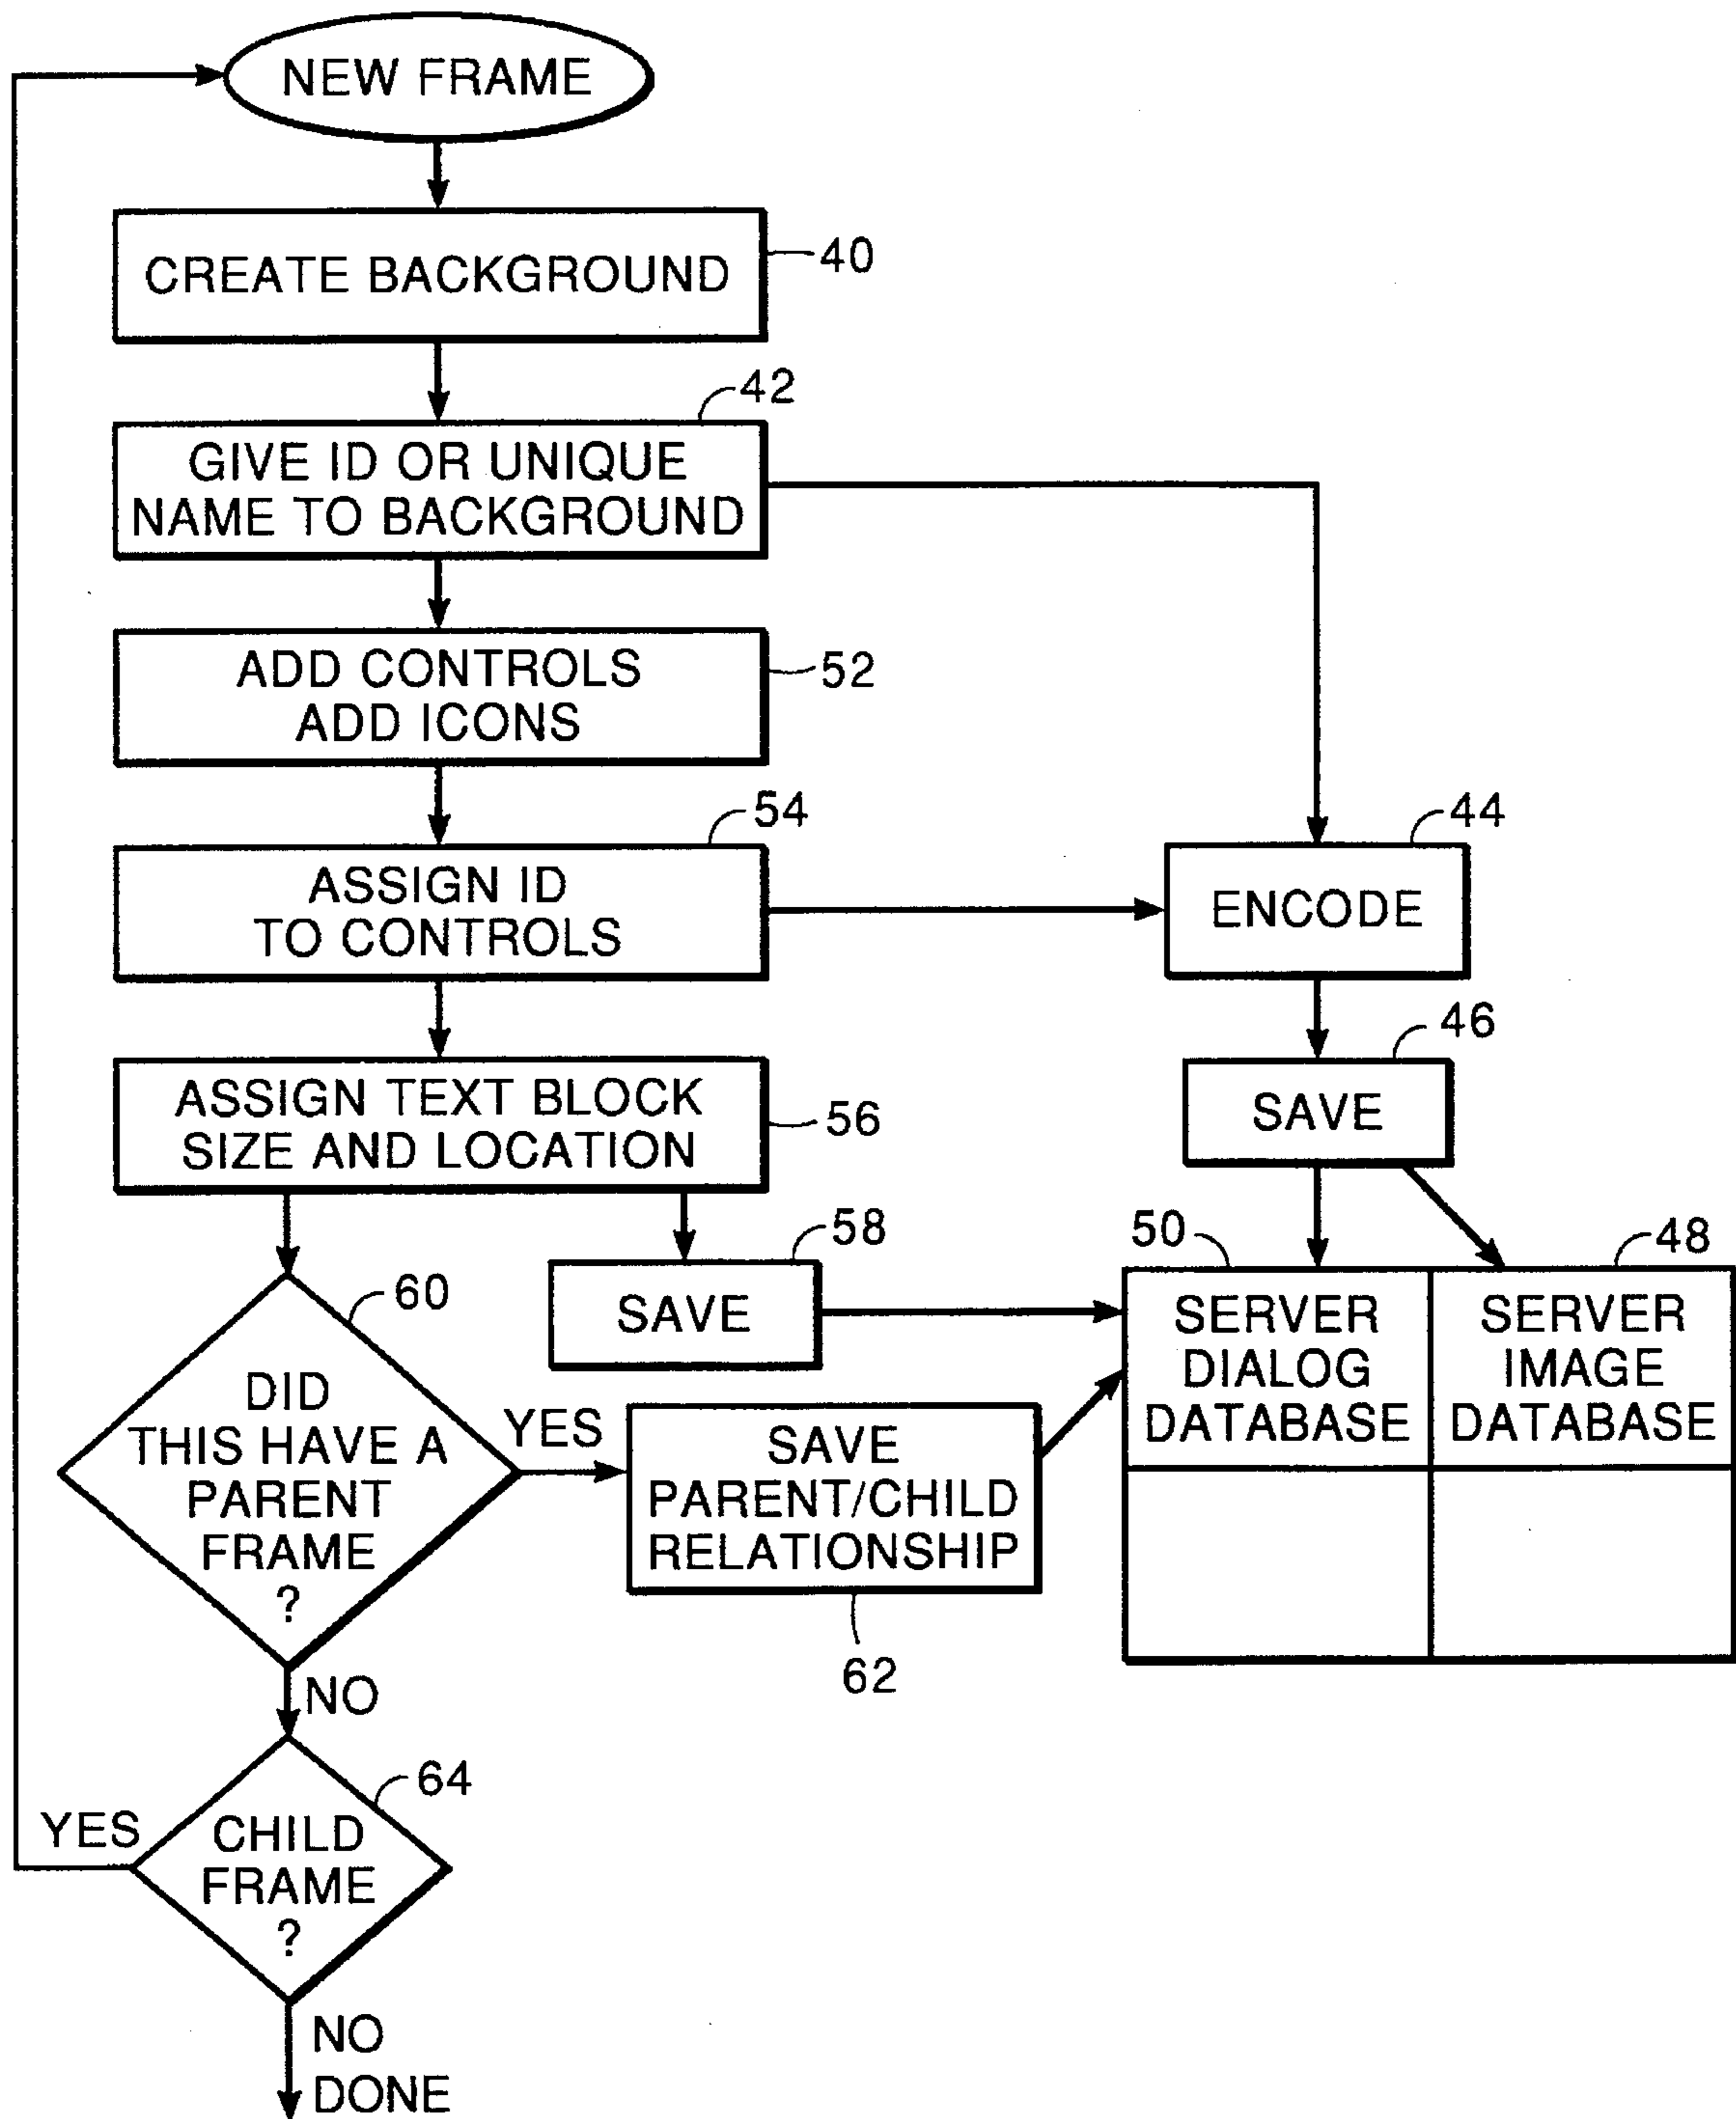 NEW FRAME
CREATE BACKGROUND
40
42
GIVE ID OR UNIQUE
NAME TO BACKGROUND
ADD CONTROLS
ADD ICONS
52
54
ASSIGN ID
TO CONTROLS
44
ENCODE
46
SAVE
ASSIGN TEXT BLOCK
SIZE AND LOCATION
56
58
SAVE
50
SERVER
DIALOG
DATABASE
48
SERVER
IMAGE
DATABASE
60
DID
THIS HAVE A
PARENT
FRAME
?
YES
SAVE
PARENT/CHILD
RELATIONSHIP
62
NO
64
CHILD
FRAME
?
YES
NO
DONE